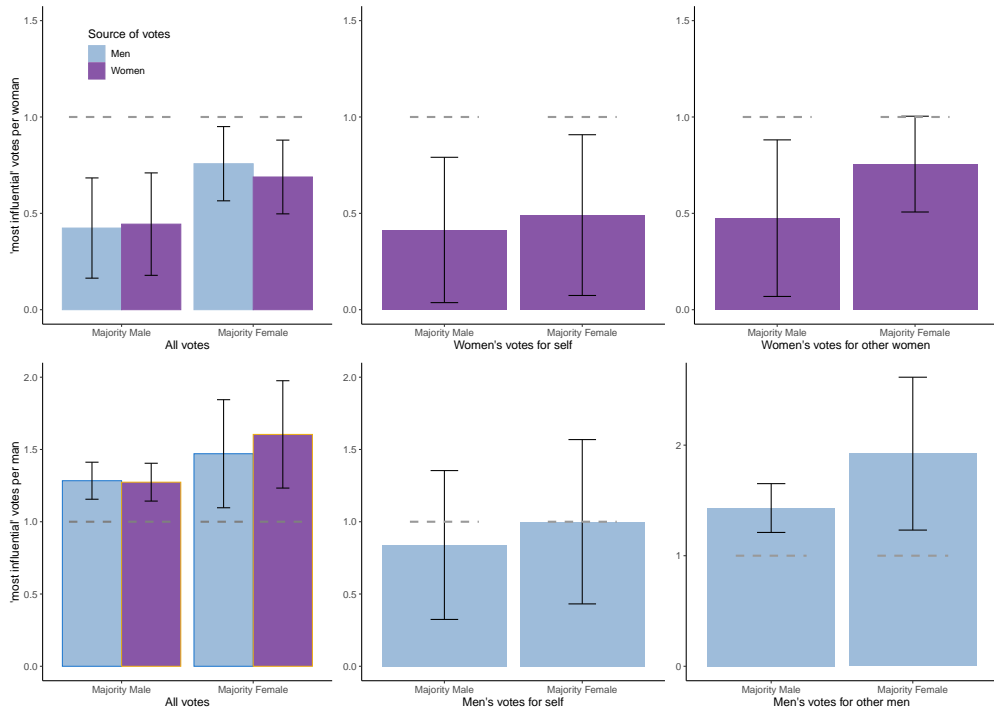 'most influential' votes per woman
1.5
1.0
0.5
0.0
Source of votes
Men
Women
Majority Male
Majority Female
All votes
1.5
1.0
0.5
0.0
Majority Male
Majority Female
Women's votes for self
1.5
1.0
0.5
0.0
Majority Male
Majority Female
Women's votes for other women
'most influential' votes per man
2.0
1.5
1.0
0.5
0.0
Majority Male
Majority Female
All votes
2.0
1.5
1.0
0.5
0.0
Majority Male
Majority Female
Men's votes for self
2
1
0
Majority Male
Majority Female
Men's votes for other men